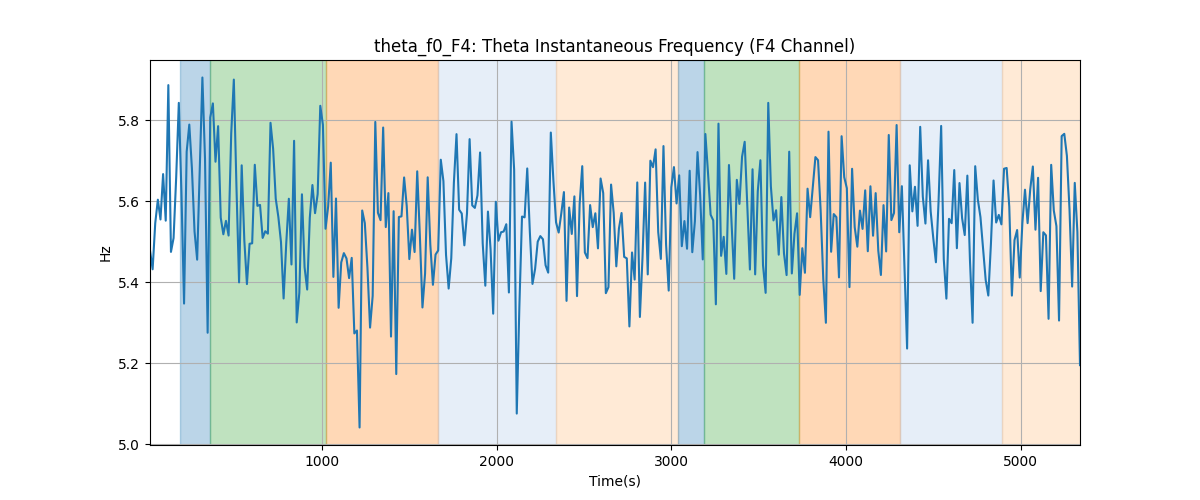 theta_f0_F4: Theta Instantaneous Frequency (F4 Channel)
5.8
5.6
5.4
5.2
5.0
Hz
1000 2000 3000 4000 5000
Time(s)